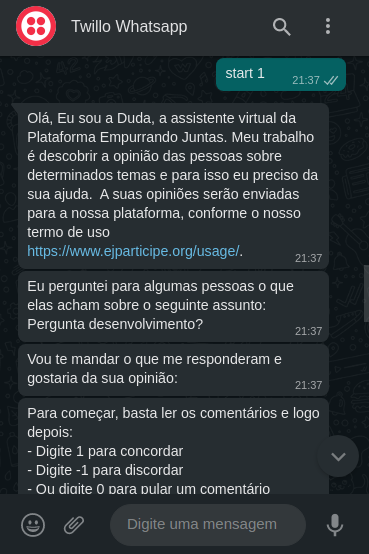 Twillo Whatsapp
start 1
21:37
Olá, Eu sou a Duda, a assistente virtual da
Plataforma Empurrando Juntas. Meu trabalho
é descobrir a opinião das pessoas sobre
determinados temas e para isso eu preciso da
sua ajuda.  A suas opiniões serão enviadas
para a nossa plataforma, conforme o nosso
termo de uso
https://www.ejparticipe.org/usage/.
21:37
Eu perguntei para algumas pessoas o que
elas acham sobre o seguinte assunto:
Pergunta desenvolvimento?
21:37
Vou te mandar o que me responderam e
gostaria da sua opinião:
21:37
Para começar, basta ler os comentários e logo
depois:
- Digite 1 para concordar
- Digite -1 para discordar
- Ou digite 0 para pular um comentário
Digite uma mensagem